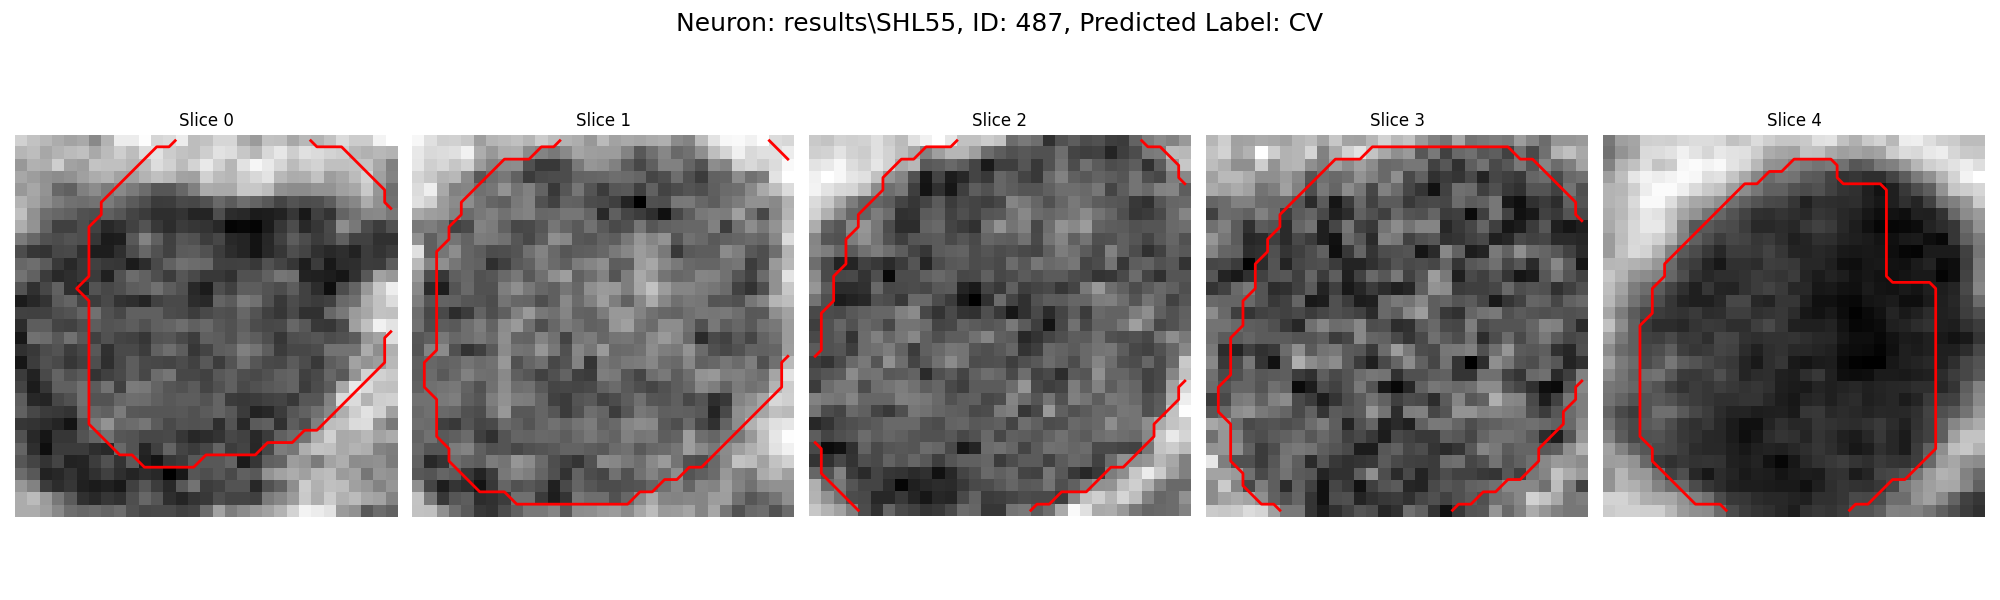 Neuron: results\SHL55, ID: 487, Predicted Label: CV
Slice 0
Slice 1
Slice 2
Slice 3
Slice 4